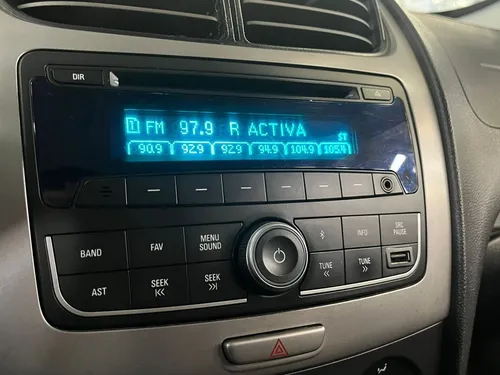 DIR
1 FM 97.9 R ACTIVA
ST
90.9 92.9 92.9 94.9 104.9 105.4
BAND FAV MENU SOUND INFO SRC PAUSE
AST SEEK SEEK TUNE TUNE